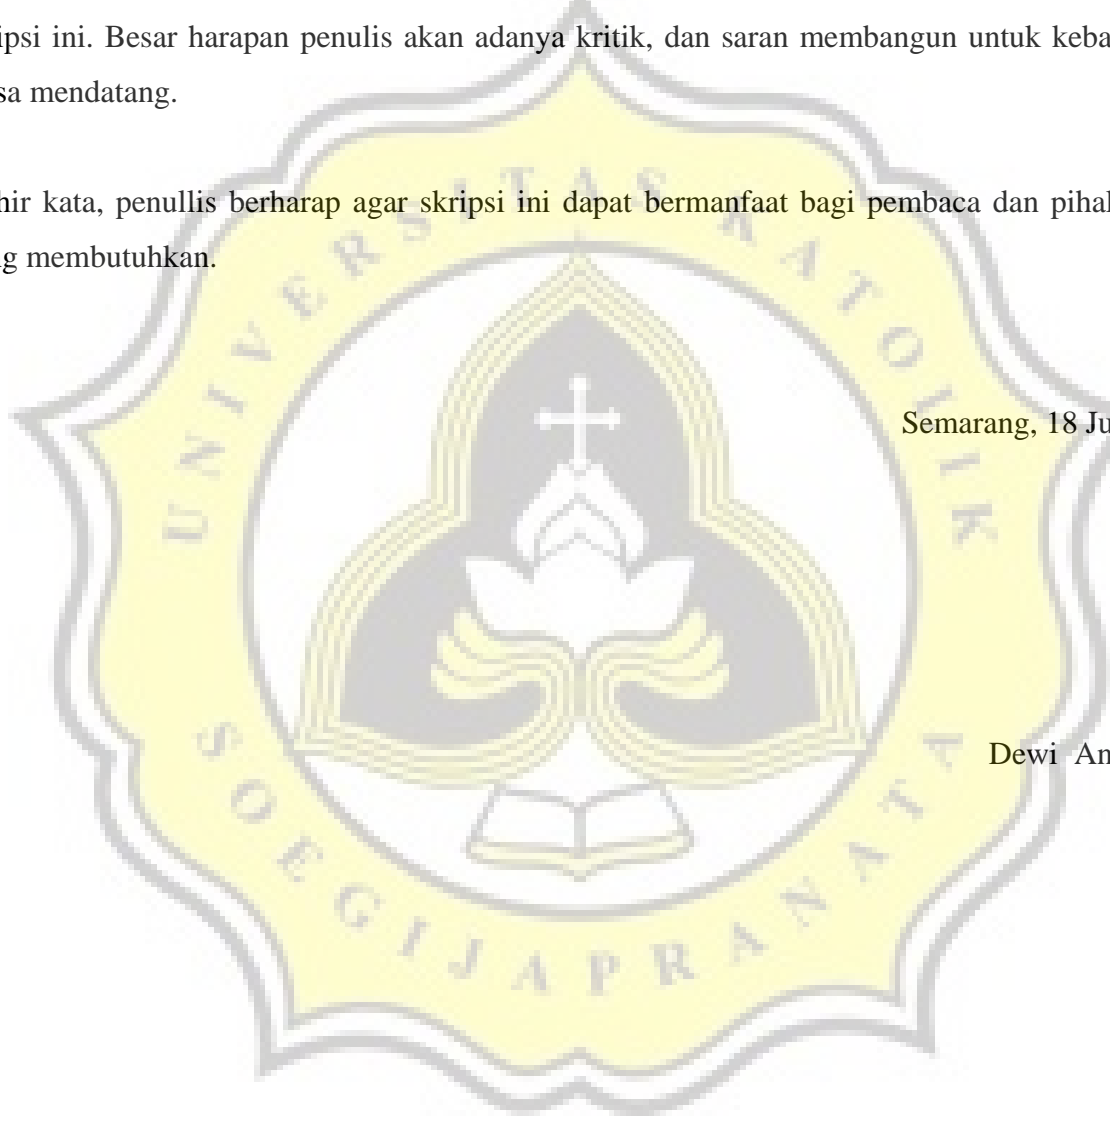 ipsi ini. Besar harapan penulis akan adanya kritik, dan saran membangun untuk keba
sa mendatang.
hir kata, penullis berharap agar skripsi ini dapat bermanfaat bagi pembaca dan pihak
g membutuhkan.
Semarang, 18 Ju
Dewi An
UNIVERSITAS KATOLIK
SOEGIJAPRANATA